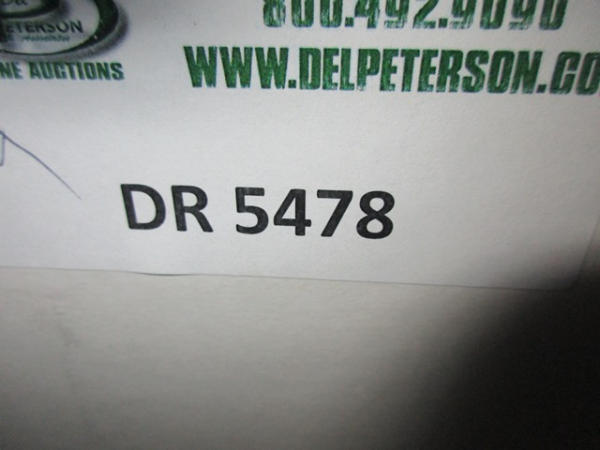 800.492.9090
PETERSON
NE AUCTIONS
WWW.DELPETERSON.CO
DR 5478